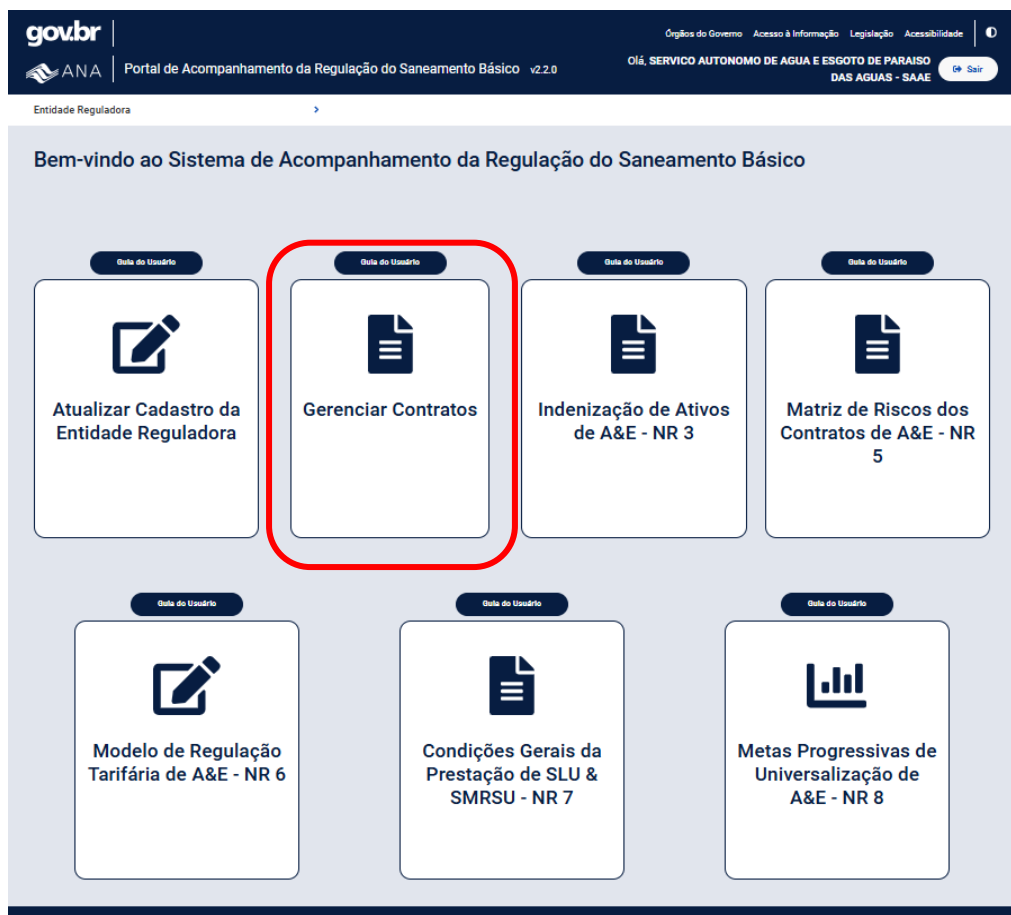 gov.br
Órgãos do Governo Acesso à Informação Legislação Acessibilidade
ANA
Portal de Acompanhamento da Regulação do Saneamento Básico v2.2.0
Olá, SERVICO AUTONOMO DE AGUA E ESGOTO DE PARAISO
DAS AGUAS - SAAE
Sair
Entidade Reguladora >
Bem-vindo ao Sistema de Acompanhamento da Regulação do Saneamento Básico
Guia do Usuário
Atualizar Cadastro da
Entidade Reguladora
Guia do Usuário
Gerenciar Contratos
Guia do Usuário
Indenização de Ativos
de A&E - NR 3
Guia do Usuário
Matriz de Riscos dos
Contratos de A&E - NR
5
Guia do Usuário
Modelo de Regulação
Tarifária de A&E - NR 6
Guia do Usuário
Condições Gerais da
Prestação de SLU &
SMRSU - NR 7
Guia do Usuário
Metas Progressivas de
Universalização de
A&E - NR 8